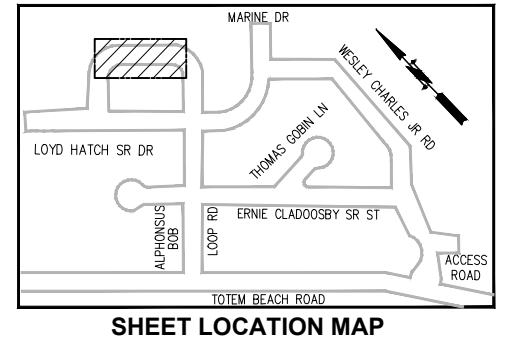 MARINE DR
WESLEY CHARLES JR RD
THOMAS GOBIN LN
LOYD HATCH SR DR
ALPHONSUS
BOB
LOOP RD
ERNIE CLADOOSBY SR ST
ACCESS
ROAD
TOTEM BEACH ROAD
SHEET LOCATION MAP